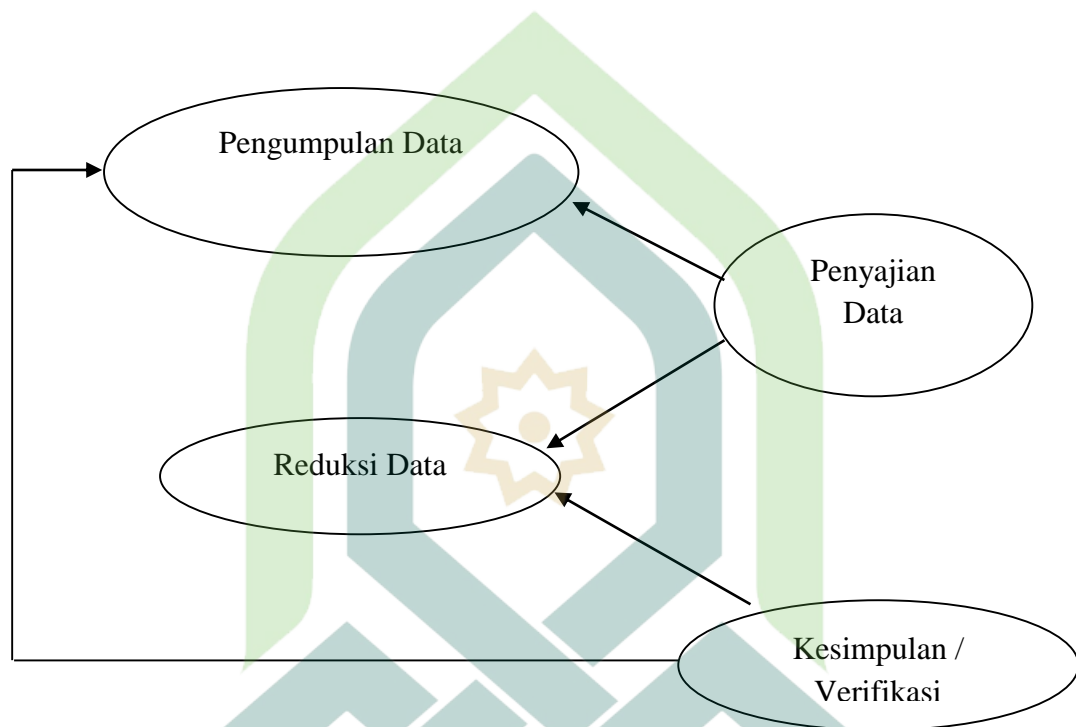 Pengumpulan Data
Penyajian
Data
Reduksi Data
Kesimpulan /
Verifikasi